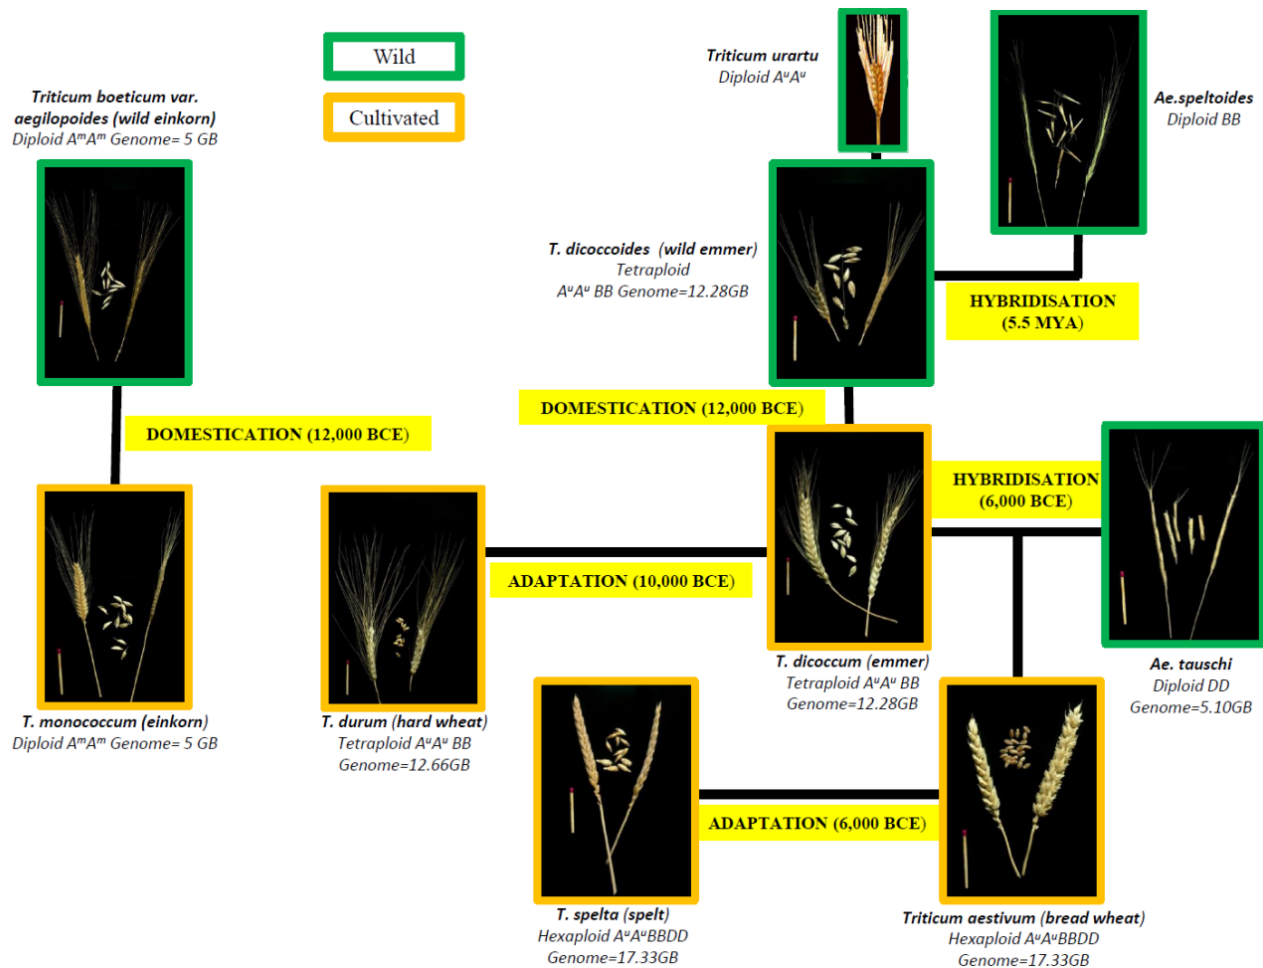 Wild
Cultivated
Triticum boeticum var.
aegilopoides (wild einkorn)
Diploid AᵐAᵐ Genome= 5 GB
Triticum urartu
Diploid AᵘAᵘ
Ae.speltoides
Diploid BB
T. dicoccoides (wild emmer)
Tetraploid
AᵘAᵘ BB Genome=12.28GB
HYBRIDISATION
(5.5 MYA)
DOMESTICATION (12,000 BCE)
DOMESTICATION (12,000 BCE)
HYBRIDISATION
(6,000 BCE)
ADAPTATION (10,000 BCE)
T. monococcum (einkorn)
Diploid AᵐAᵐ Genome= 5 GB
T. durum (hard wheat)
Tetraploid AᵘAᵘ BB
Genome=12.66GB
T. dicoccum (emmer)
Tetraploid AᵘAᵘ BB
Genome=12.28GB
Ae. tauschi
Diploid DD
Genome=5.10GB
ADAPTATION (6,000 BCE)
T. spelta (spelt)
Hexaploid AᵘAᵘBBDD
Genome=17.33GB
Triticum aestivum (bread wheat)
Hexaploid AᵘAᵘBBDD
Genome=17.33GB